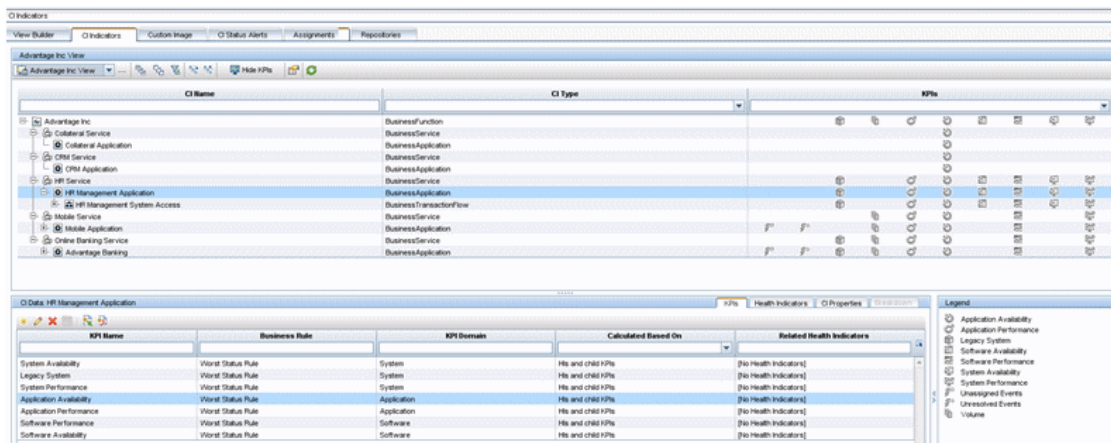 CI Indicators
View Builder CI Indicators Custom Image CI Status Alerts Assignments Repositories
Advantage Inc View
Advantage Inc View ... Hide KPIs
CI Name CI Type KPIs
Advantage Inc BusinessFunction
Collateral Service BusinessService
Collateral Application BusinessApplication
CRM Service BusinessService
CRM Application BusinessApplication
HR Service BusinessService
HR Management Application BusinessApplication
HR Management System Access BusinessTransactionFlow
Mobile Service BusinessService
Mobile Application BusinessApplication
Online Banking Service BusinessService
Advantage Banking BusinessApplication
CI Data: HR Management Application KPIs Health Indicators CI Properties
KPI Name Business Rule KPI Domain Calculated Based On Related Health Indicators
System Availability Worst Status Rule System HIs and child KPIs [No Health Indicators]
Legacy System Worst Status Rule System HIs and child KPIs [No Health Indicators]
System Performance Worst Status Rule System HIs and child KPIs [No Health Indicators]
Application Availability Worst Status Rule Application HIs and child KPIs [No Health Indicators]
Application Performance Worst Status Rule Application HIs and child KPIs [No Health Indicators]
Software Performance Worst Status Rule Software HIs and child KPIs [No Health Indicators]
Software Availability Worst Status Rule Software HIs and child KPIs [No Health Indicators]
Legend
Application Availability
Application Performance
Legacy System
Software Availability
Software Performance
System Availability
System Performance
Unassigned Events
Unresolved Events
Volume